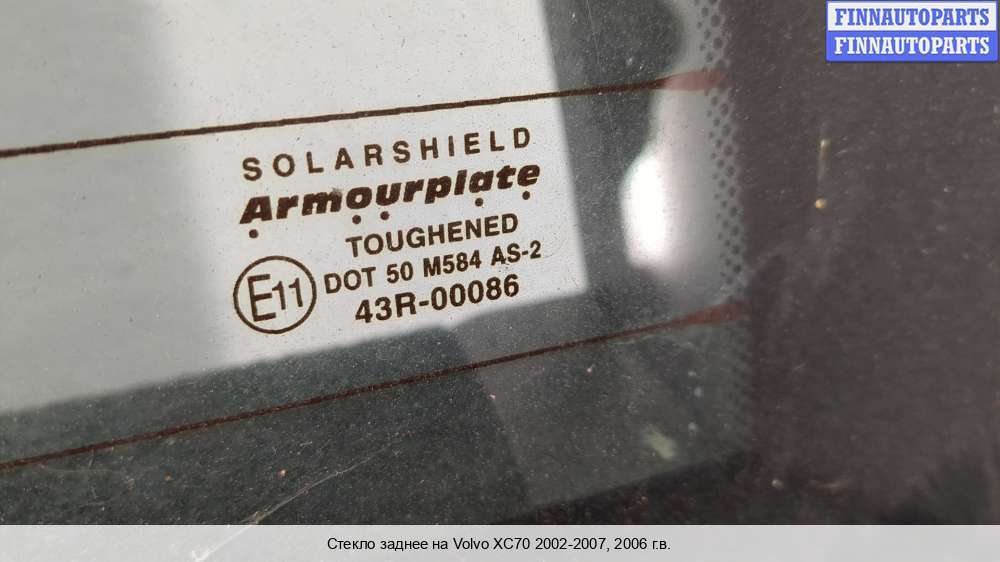 FINNAUTOPARTS
FINNAUTOPARTS
SOLARSHIELD
Armourplate
TOUGHENED
E11
DOT 50 M584 AS-2
43R-00086
Стекло заднее на Volvo XC70 2002-2007, 2006 г.в.